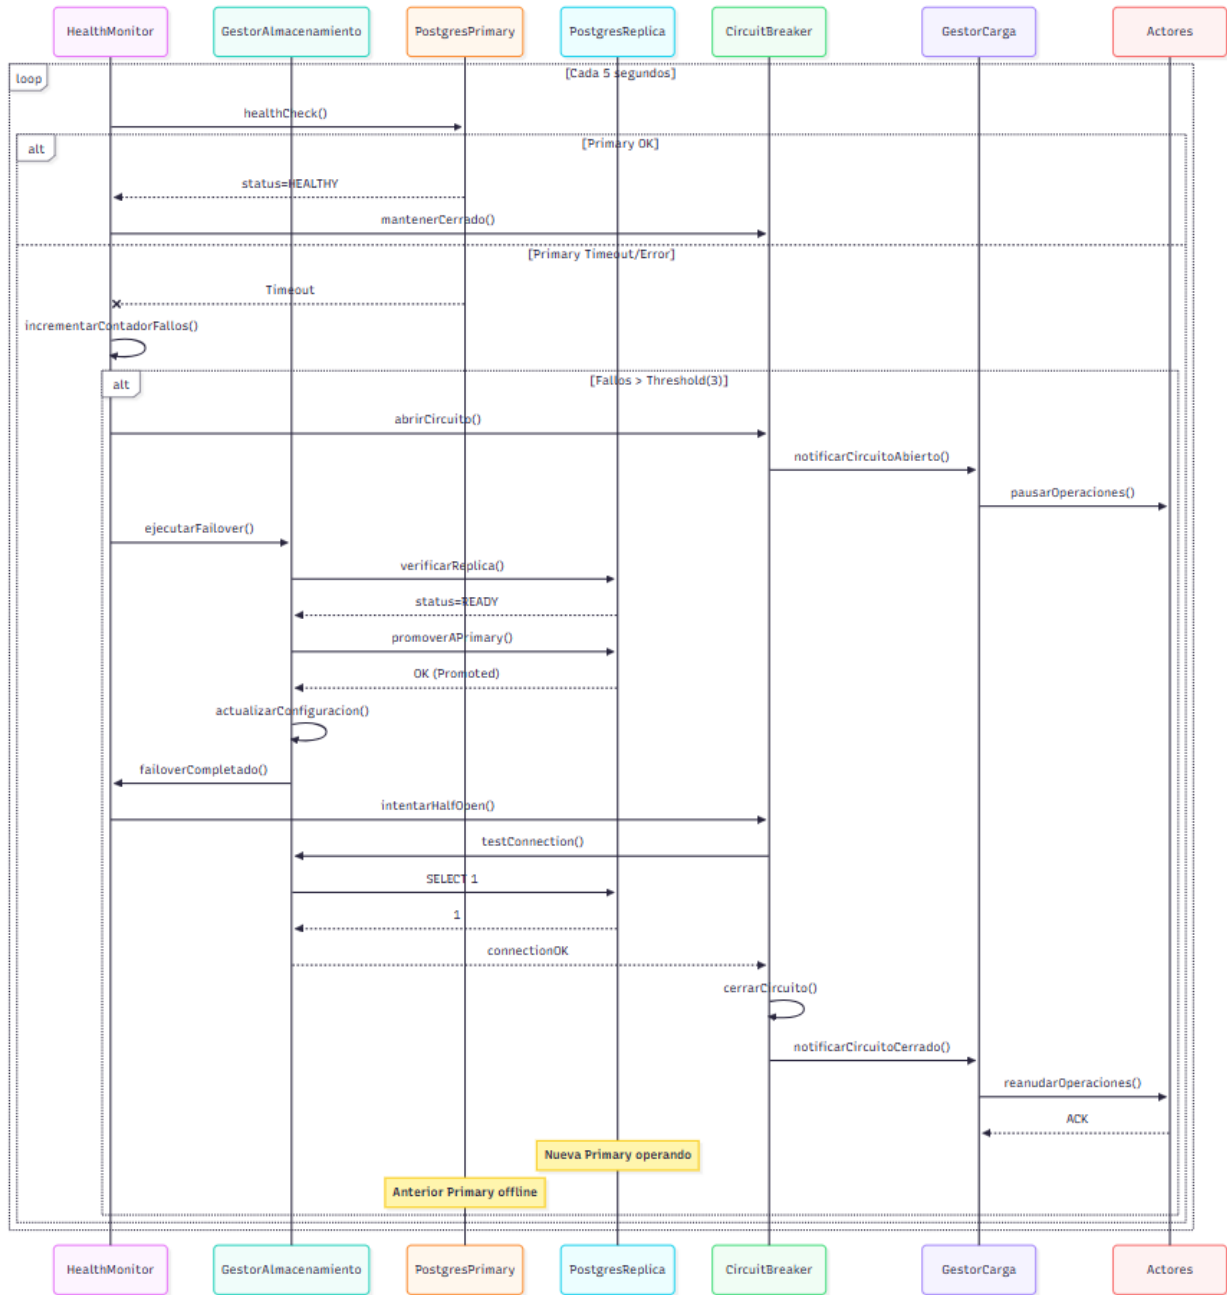 HealthMonitor
GestorAlmacenamiento
PostgresPrimary
PostgresReplica
CircuitBreaker
GestorCarga
Actores
loop
[Cada 5 segundos]
healthCheck()
alt
[Primary OK]
status=HEALTHY
mantenerCerrado()
[Primary Timeout/Error]
Timeout
incrementarContadorFallos()
alt
[Fallos > Threshold(3)]
abrirCircuito()
notificarCircuitoAbierto()
pausarOperaciones()
ejecutarFailover()
verificarReplica()
status=READY
promoverAPrimary()
OK (Promoted)
actualizarConfiguracion()
failoverCompletado()
intentarHalfOpen()
testConnection()
SELECT 1
1
connectionOK
cerrarCircuito()
notificarCircuitoCerrado()
reanudarOperaciones()
ACK
Nueva Primary operando
Anterior Primary offline
HealthMonitor
GestorAlmacenamiento
PostgresPrimary
PostgresReplica
CircuitBreaker
GestorCarga
Actores